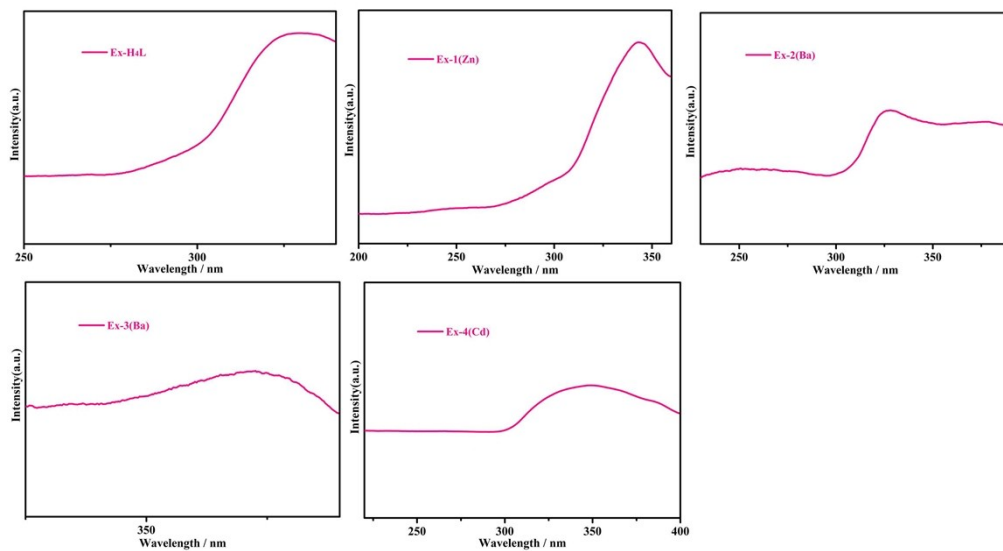 Ex-H4L
Intensity(a.u.)
250
275
300
Wavelength / nm
Ex-1(Zn)
Intensity(a.u.)
200
250
300
350
Wavelength / nm
Ex-2(Ba)
Intensity(a.u.)
250
300
350
Wavelength / nm
Ex-3(Ba)
Intensity(a.u.)
350
Wavelength / nm
Ex-4(Cd)
Intensity(a.u.)
250
300
350
400
Wavelength / nm